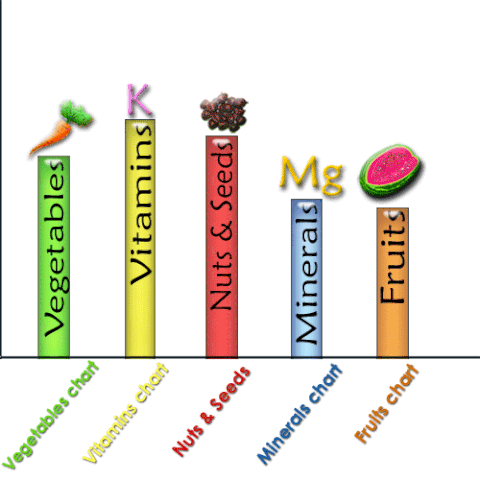 K
Mg
Vegetables
Vitamins
Nuts & Seeds
Minerals
Fruits
Vegetables chart
Vitamins chart
Nuts & Seeds
Minerals chart
Fruits chart